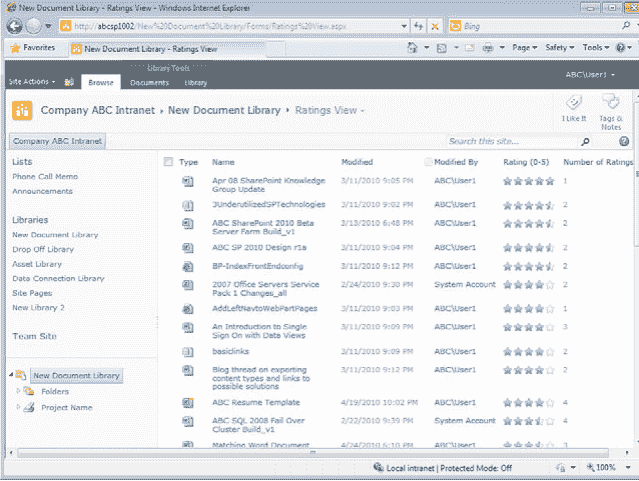 New Document Library - Ratings View - Windows Internet Explorer
http://abcsp1002/New%20Document%20Library/Forms/Ratings%20View.aspx
Bing
Favorites
New Document Library - Ratings View
Page
Safety
Tools
Library Tools
Site Actions
Browse
Documents
Library
ABC\User1
Company ABC Intranet
New Document Library
Ratings View
I Like It
Tags & Notes
Company ABC Intranet
Search this site...
Lists
Phone Call Memo
Announcements
Libraries
New Document Library
Drop Off Library
Asset Library
Data Connection Library
Site Pages
New Library 2
Team Site
New Document Library
Folders
Project Name
Type Name Modified Modified By Rating (0-5) Number of Ratings
Apr 08 SharePoint Knowledge 3/11/2010 9:05 PM ABC\User1 1
Group Update
3UnderutilizedSPTechnologies 3/11/2010 9:02 PM ABC\User1 2
ABC SharePoint 2010 Beta 3/13/2010 6:48 PM ABC\User1 2
Server Farm Build_v1
ABC SP 2010 Design r1a 3/11/2010 9:04 PM ABC\User1 2
BP-IndexFrontEndconfig 3/11/2010 9:12 PM ABC\User1 2
2007 Office Servers Service 2/24/2010 9:30 PM System Account 2
Pack 1 Changes_all
AddLeftNavtoWebPartPages 3/11/2010 9:03 PM ABC\User1 1
An Introduction to Single 3/11/2010 9:09 PM ABC\User1 3
Sign On with Data Views
basiclinks 3/11/2010 9:09 PM ABC\User1 2
Blog thread on exporting 3/11/2010 9:12 PM ABC\User1 2
content types and links to
possible solutions
ABC Resume Template 4/19/2010 10:02 PM ABC\User1 4
ABC SQL 2008 Fail Over 2/22/2010 9:39 PM System Account 4
Cluster Build_v1
Matching Word Document 4/24/2010 6:10 PM ABC\User1 3
Local intranet | Protected Mode: Off
100%